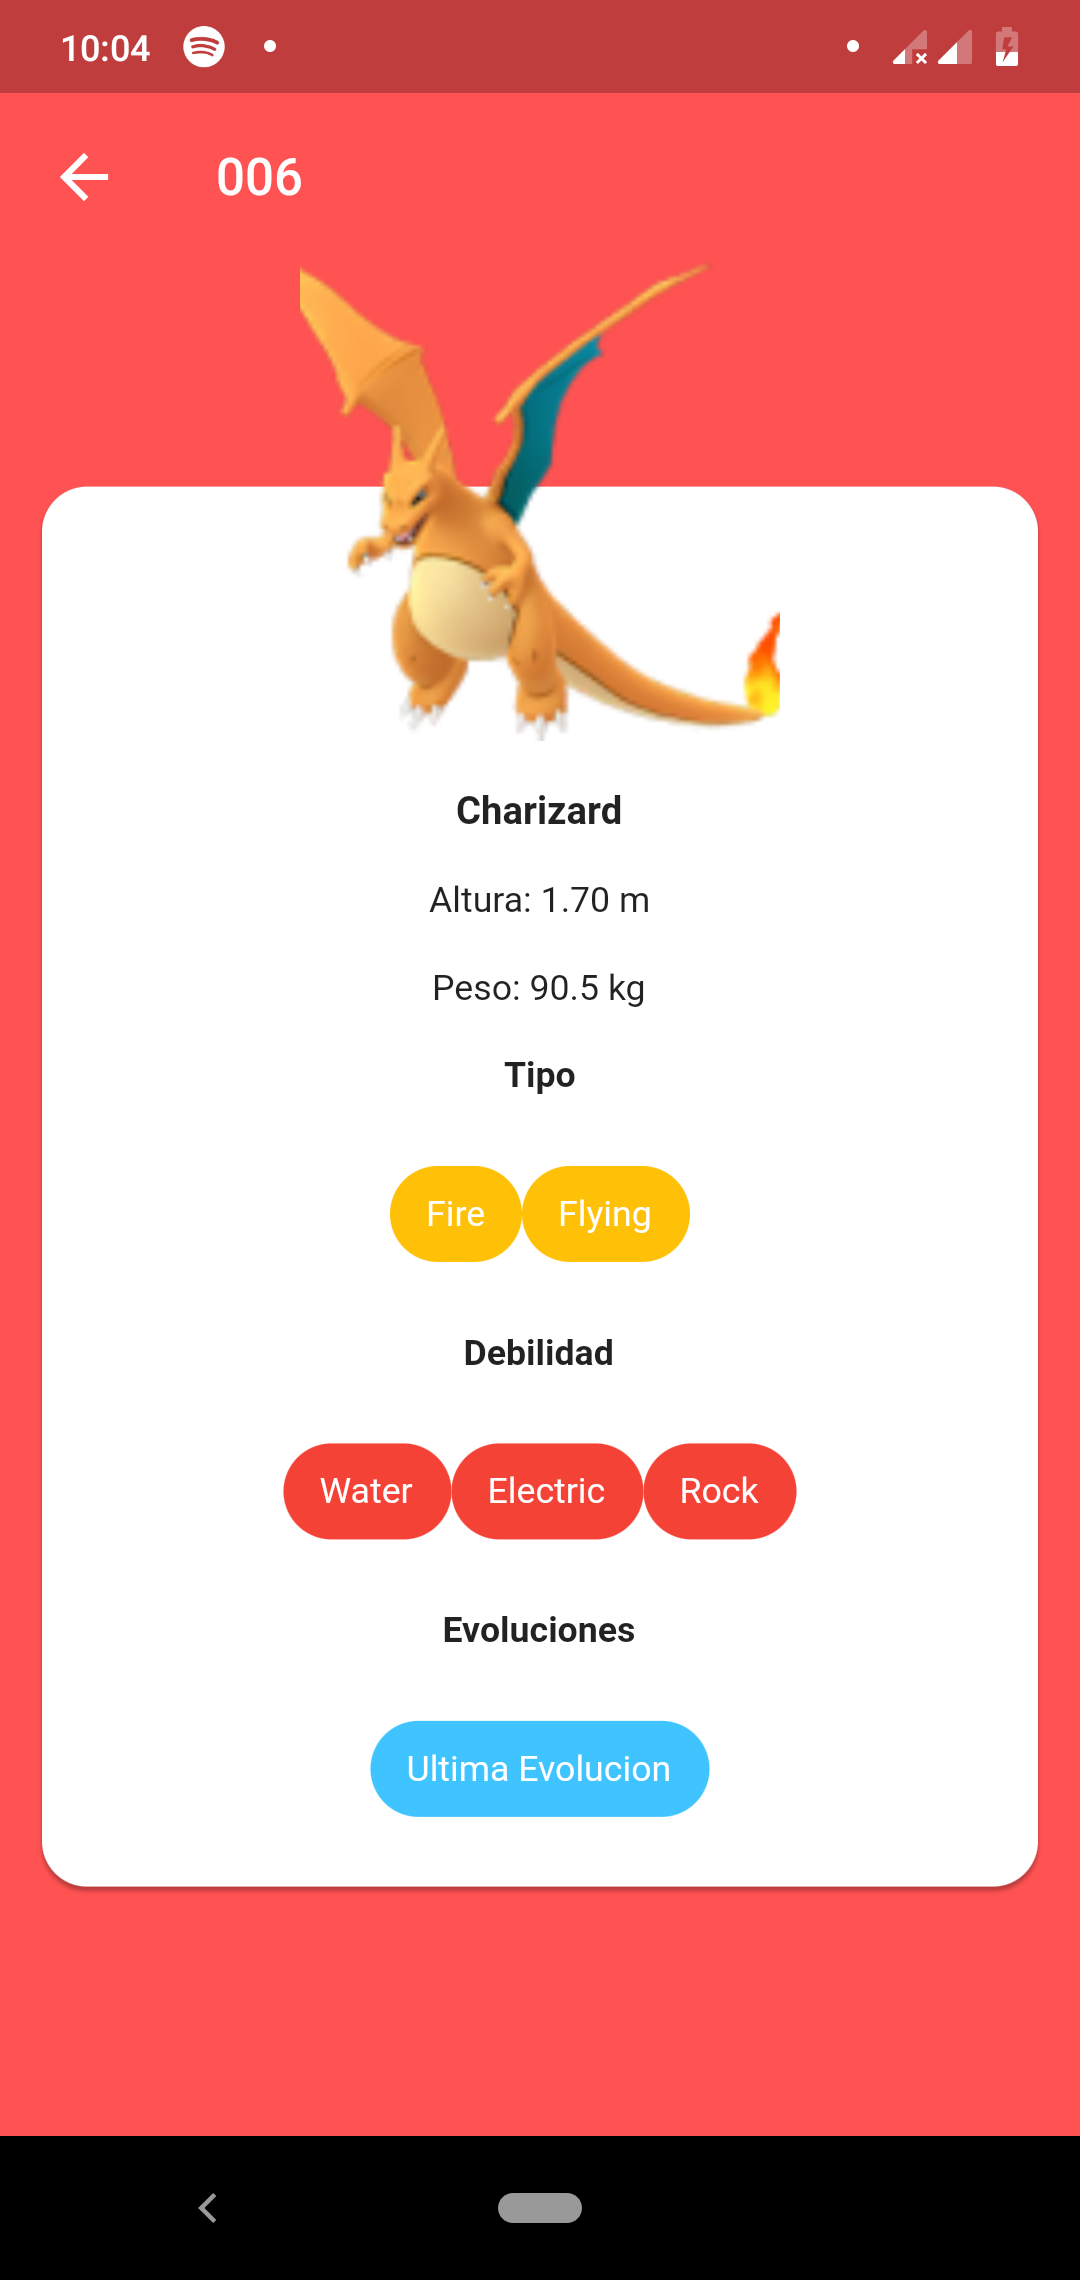 10:04
006
Charizard
Altura: 1.70 m
Peso: 90.5 kg
Tipo
Fire Flying
Debilidad
Water Electric Rock
Evoluciones
Ultima Evolucion